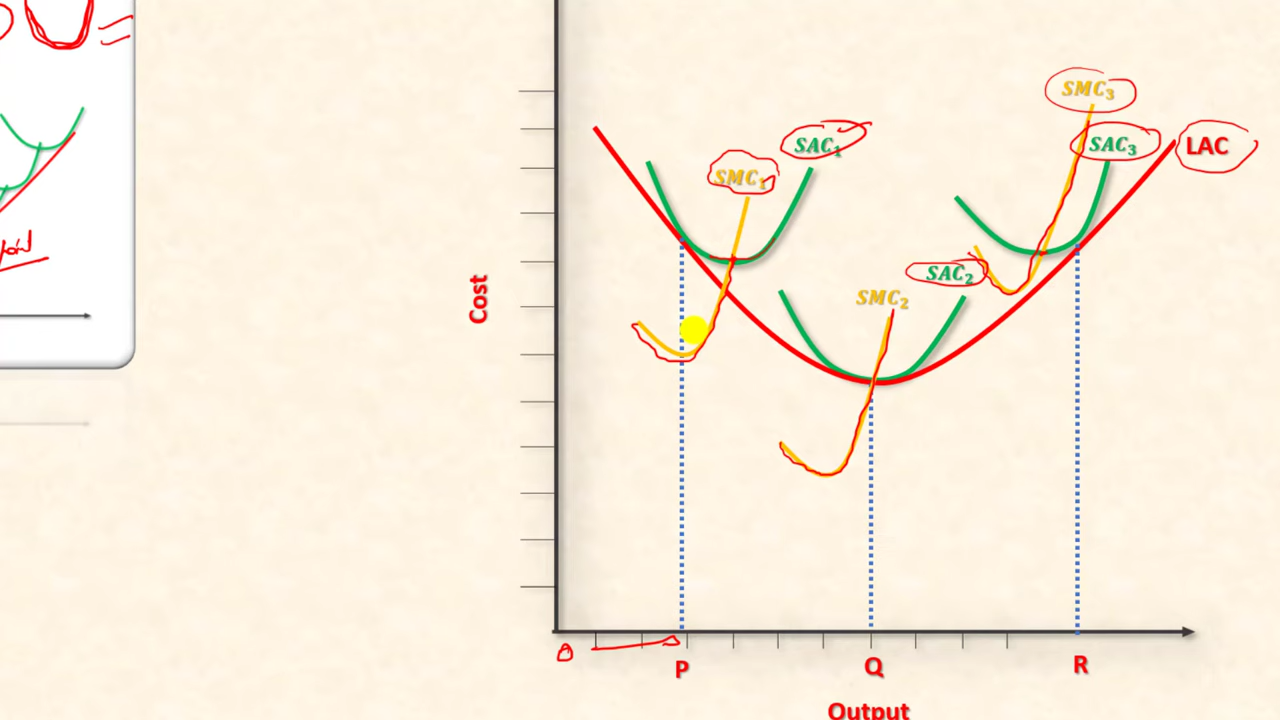 SMC₃
SAC₁
SAC₃
LAC
SMC₁
SAC₂
SMC₂
Cost
O
P
Q
R
Output